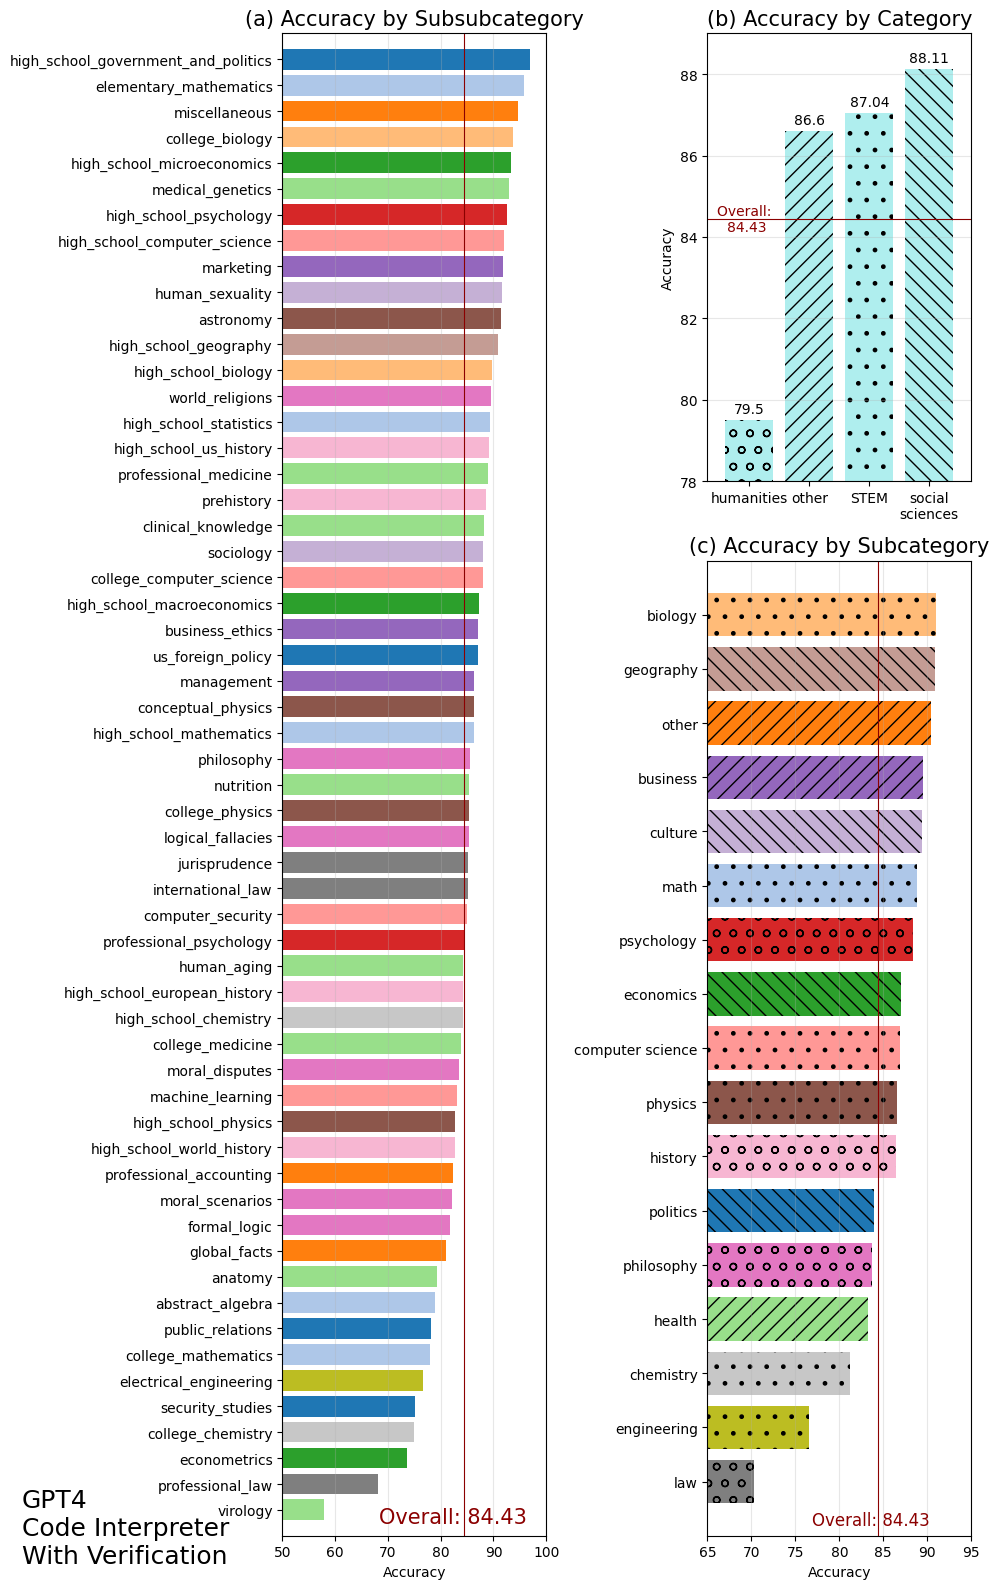 (a) Accuracy by Subsubcategory
high_school_government_and_politics
elementary_mathematics
miscellaneous
college_biology
high_school_microeconomics
medical_genetics
high_school_psychology
high_school_computer_science
marketing
human_sexuality
astronomy
high_school_geography
high_school_biology
world_religions
high_school_statistics
high_school_us_history
professional_medicine
prehistory
clinical_knowledge
sociology
college_computer_science
high_school_macroeconomics
business_ethics
us_foreign_policy
management
conceptual_physics
high_school_mathematics
philosophy
nutrition
college_physics
logical_fallacies
jurisprudence
international_law
computer_security
professional_psychology
human_aging
high_school_european_history
high_school_chemistry
college_medicine
moral_disputes
machine_learning
high_school_physics
high_school_world_history
professional_accounting
moral_scenarios
formal_logic
global_facts
anatomy
abstract_algebra
public_relations
college_mathematics
electrical_engineering
security_studies
college_chemistry
econometrics
professional_law
virology
Overall: 84.43
50 60 70 80 90 100
Accuracy
GPT4
Code Interpreter
With Verification
(b) Accuracy by Category
88
86
84
82
80
78
Accuracy
79.5
86.6
87.04
88.11
Overall:
84.43
humanities other STEM social
sciences
(c) Accuracy by Subcategory
biology
geography
other
business
culture
math
psychology
economics
computer science
physics
history
politics
philosophy
health
chemistry
engineering
law
Overall: 84.43
65 70 75 80 85 90 95
Accuracy